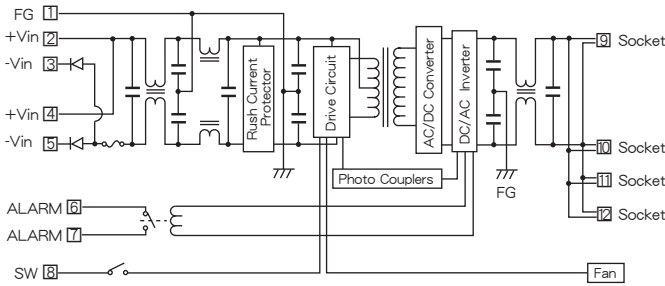 FG 1
+Vin 2
-Vin 3
+Vin 4
-Vin 5
ALARM 6
ALARM 7
SW 8
Rush Current
Protector
Drive Circuit
AC/DC Converter
DC/AC Inverter
Photo Couplers
FG
Fan
9 Socket
10 Socket
11 Socket
12 Socket